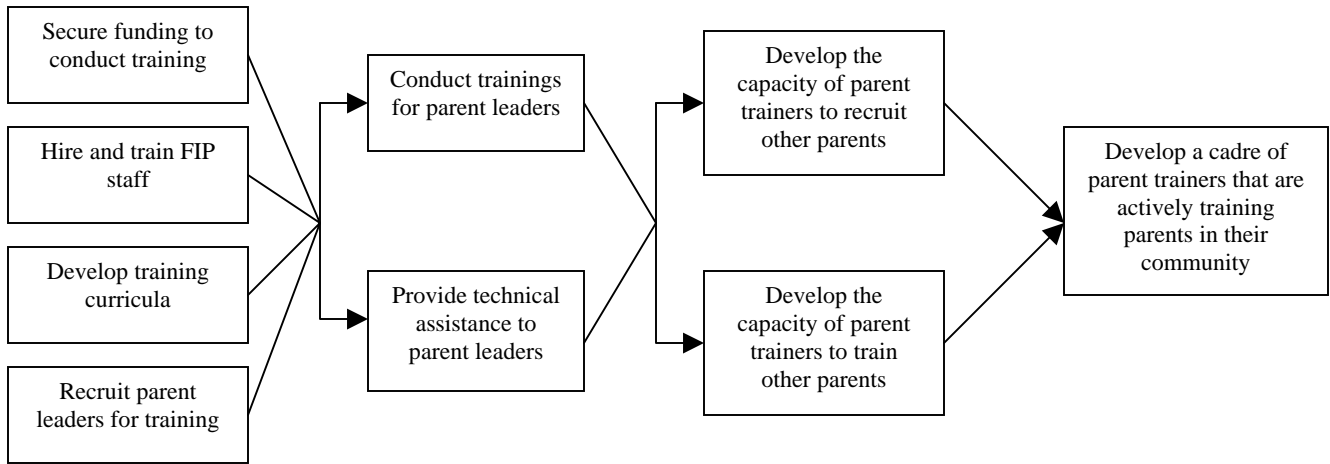 Secure funding to
conduct training
Hire and train FIP
staff
Develop training
curricula
Recruit parent
leaders for training
Conduct trainings
for parent leaders
Provide technical
assistance to
parent leaders
Develop the
capacity of parent
trainers to recruit
other parents
Develop the
capacity of parent
trainers to train
other parents
Develop a cadre of
parent trainers that are
actively training
parents in their
community